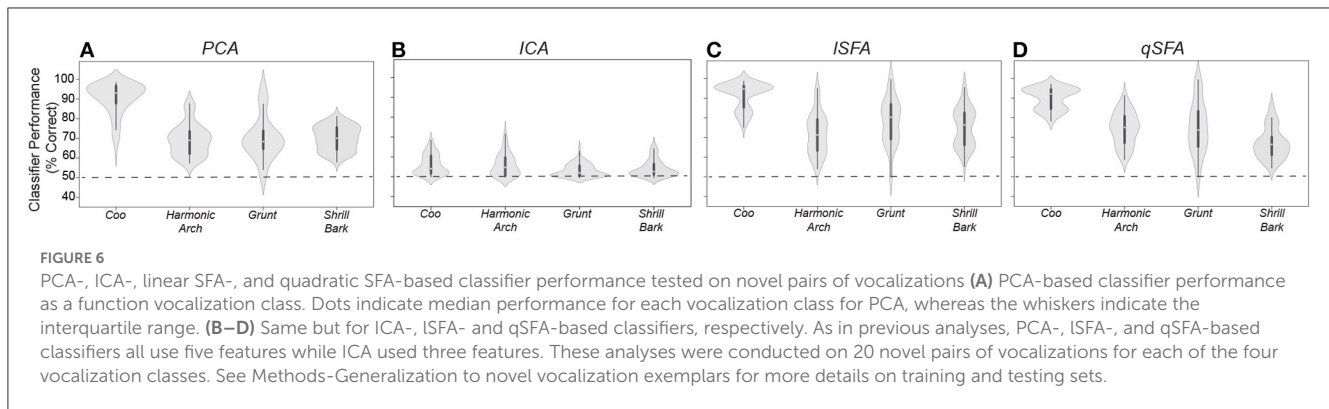 A PCA B ICA C lSFA D qSFA
Classifier Performance
(% Correct)
100
90
80
70
60
50
40
Coo Harmonic Arch Grunt Shrill Bark
Coo Harmonic Arch Grunt Shrill Bark
Coo Harmonic Arch Grunt Shrill Bark
Coo Harmonic Arch Grunt Shrill Bark
FIGURE 6
PCA-, ICA-, linear SFA-, and quadratic SFA-based classifier performance tested on novel pairs of vocalizations (A) PCA-based classifier performance
as a function vocalization class. Dots indicate median performance for each vocalization class for PCA, whereas the whiskers indicate the
interquartile range. (B–D) Same but for ICA-, lSFA- and qSFA-based classifiers, respectively. As in previous analyses, PCA-, lSFA-, and qSFA-based
classifiers all use five features while ICA used three features. These analyses were conducted on 20 novel pairs of vocalizations for each of the four
vocalization classes. See Methods-Generalization to novel vocalization exemplars for more details on training and testing sets.